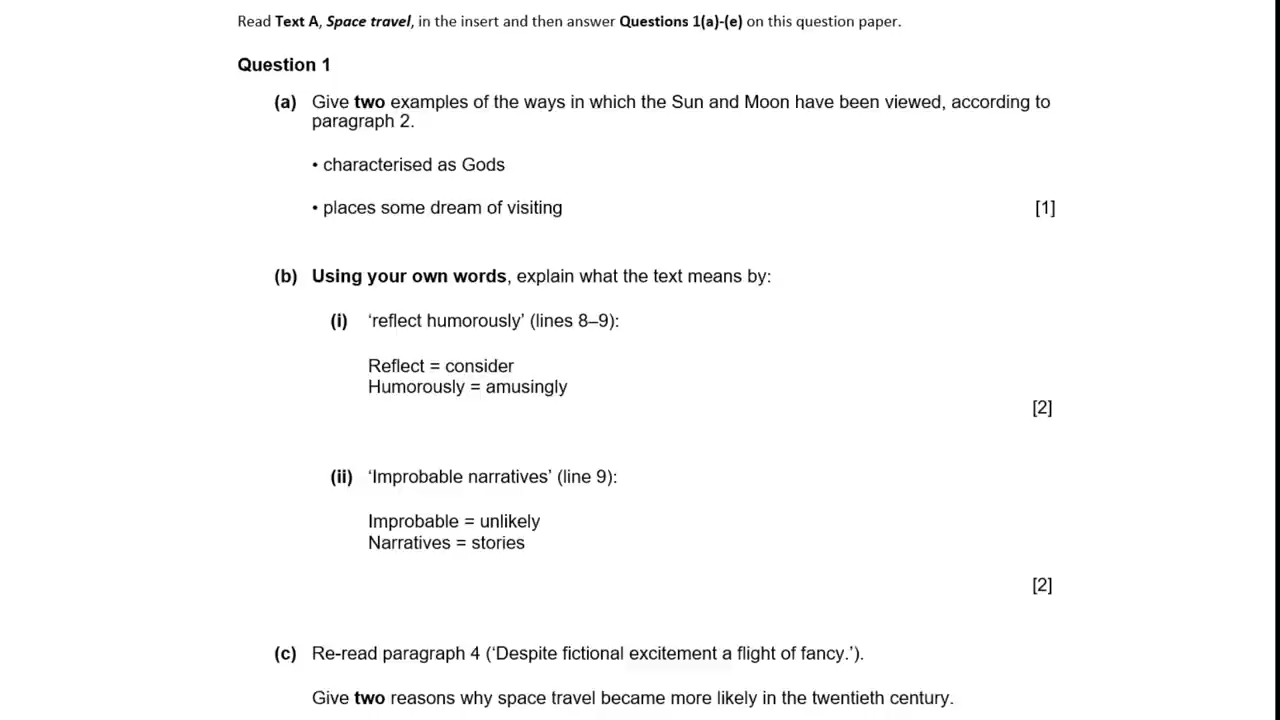 Read Text A, Space travel, in the insert and then answer Questions 1(a)-(e) on this question paper.
Question 1
(a) Give two examples of the ways in which the Sun and Moon have been viewed, according to
paragraph 2.
• characterised as Gods
• places some dream of visiting [1]
(b) Using your own words, explain what the text means by:
(i) ‘reflect humorously’ (lines 8–9):
Reflect = consider
Humorously = amusingly
[2]
(ii) ‘Improbable narratives’ (line 9):
Improbable = unlikely
Narratives = stories
[2]
(c) Re-read paragraph 4 (‘Despite fictional excitement a flight of fancy.’).
Give two reasons why space travel became more likely in the twentieth century.